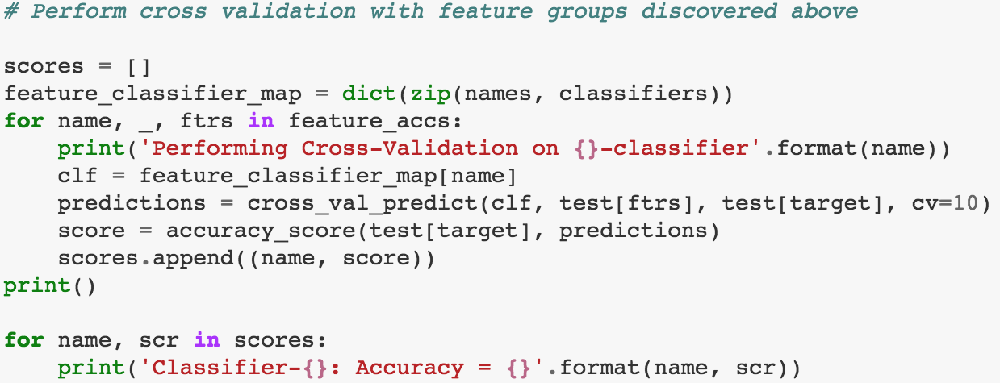 # Perform cross validation with feature groups discovered above

scores = []
feature_classifier_map = dict(zip(names, classifiers))
for name, _, ftrs in feature_accs:
    print('Performing Cross-Validation on {}-classifier'.format(name))
    clf = feature_classifier_map[name]
    predictions = cross_val_predict(clf, test[ftrs], test[target], cv=10)
    score = accuracy_score(test[target], predictions)
    scores.append((name, score))
print()

for name, scr in scores:
    print('Classifier-{}: Accuracy = {}'.format(name, scr))